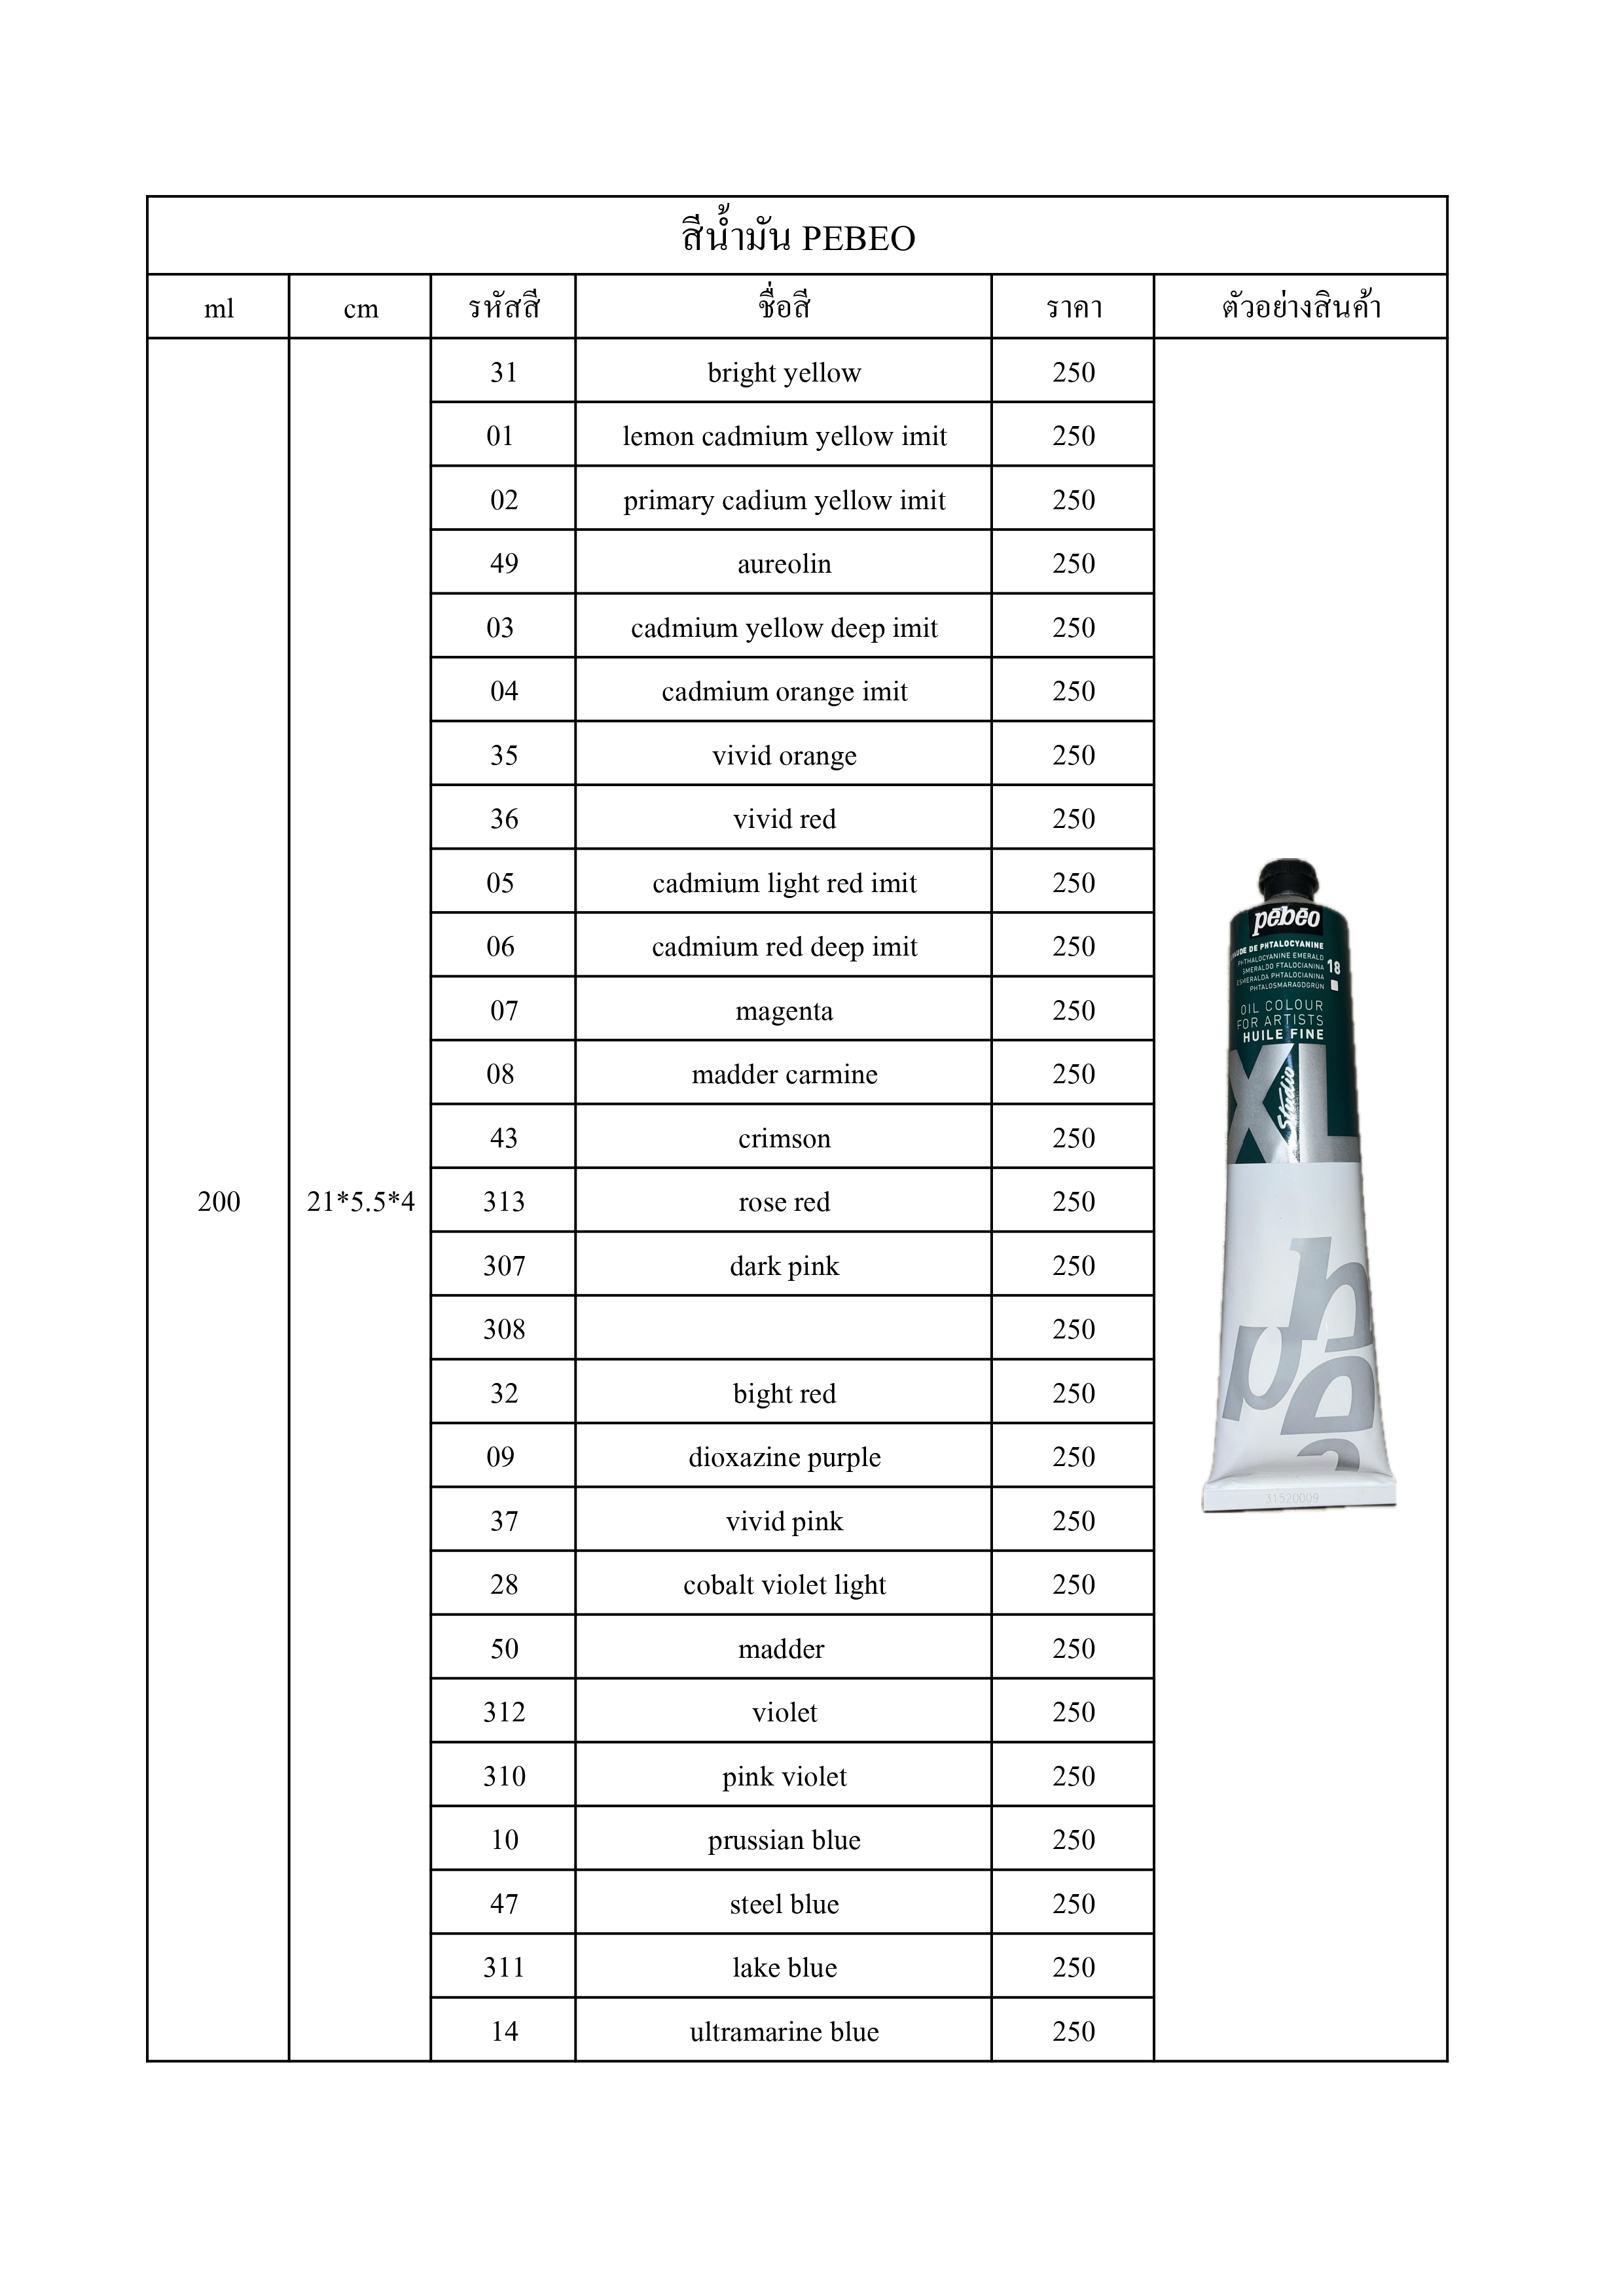 สีน้ำมัน PEBEO
ml cm รหัสสี ชื่อสี ราคา ตัวอย่างสินค้า
200 21*5.5*4
31 bright yellow 250
01 lemon cadmium yellow imit 250
02 primary cadium yellow imit 250
49 aureolin 250
03 cadmium yellow deep imit 250
04 cadmium orange imit 250
35 vivid orange 250
36 vivid red 250
05 cadmium light red imit 250
06 cadmium red deep imit 250
07 magenta 250
08 madder carmine 250
43 crimson 250
313 rose red 250
307 dark pink 250
308 250
32 bight red 250
09 dioxazine purple 250
37 vivid pink 250
28 cobalt violet light 250
50 madder 250
312 violet 250
310 pink violet 250
10 prussian blue 250
47 steel blue 250
311 lake blue 250
14 ultramarine blue 250
pēbēo
DE PHTALOCYANINE
PHTHALOCYANINE EMERALD
SMERALDO FTALOCIANINA
ESMERALDA PHTALOCIANINA
PHTALOSMARAGDGRÜN
18
OIL COLOUR
FOR ARTISTS
HUILE FINE
XL
Studio
31520009